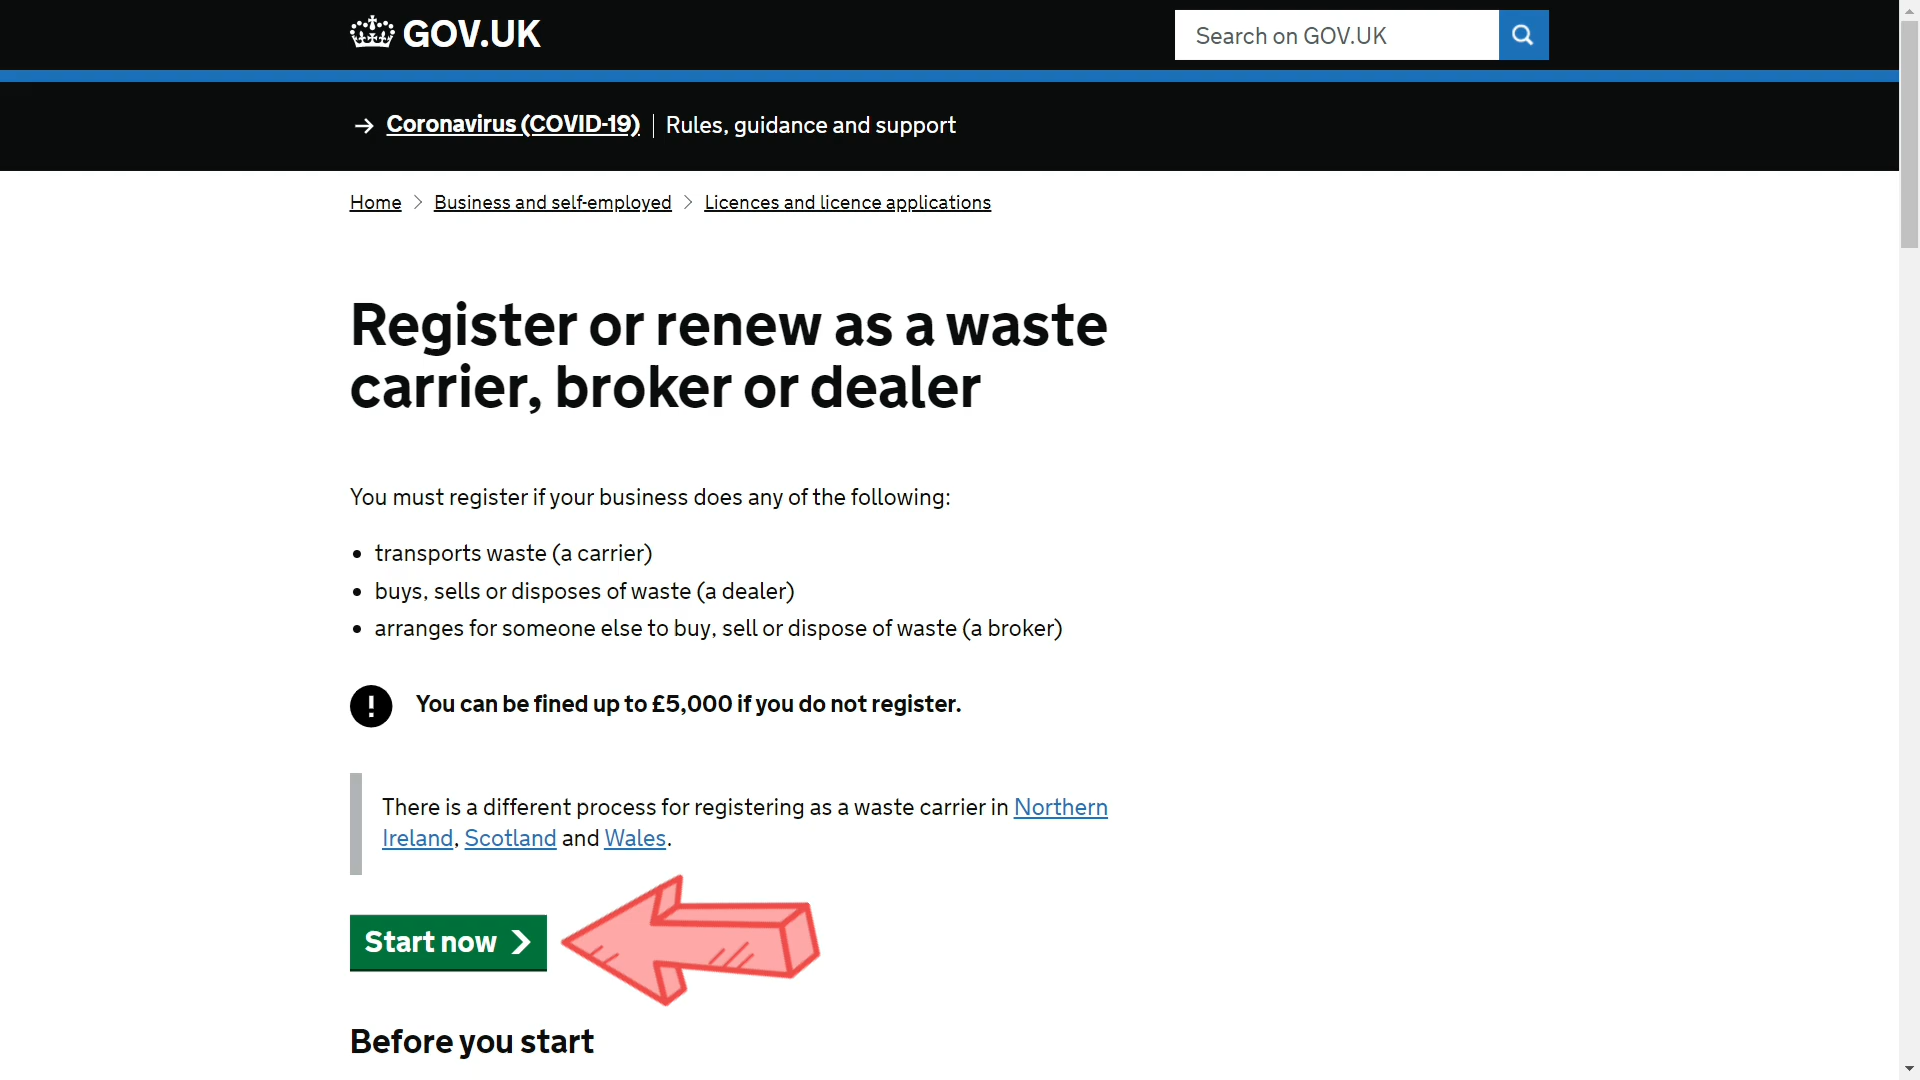 GOV.UK
Search on GOV.UK
→ Coronavirus (COVID-19) | Rules, guidance and support
Home > Business and self-employed > Licences and licence applications
Register or renew as a waste
carrier, broker or dealer
You must register if your business does any of the following:
• transports waste (a carrier)
• buys, sells or disposes of waste (a dealer)
• arranges for someone else to buy, sell or dispose of waste (a broker)
! You can be fined up to £5,000 if you do not register.
There is a different process for registering as a waste carrier in Northern
Ireland, Scotland and Wales.
Start now >
Before you start